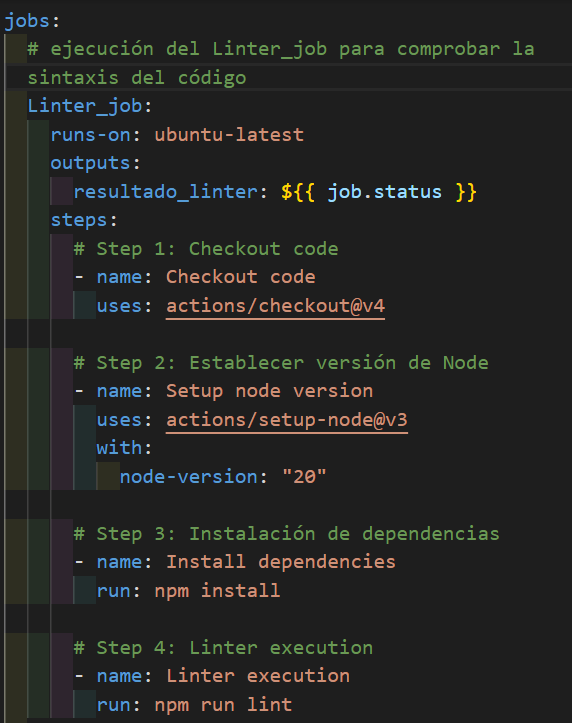 jobs:
# ejecución del Linter_job para comprobar la
sintaxis del código
Linter_job:
runs-on: ubuntu-latest
outputs:
resultado_linter: ${{ job.status }}
steps:
# Step 1: Checkout code
- name: Checkout code
uses: actions/checkout@v4
# Step 2: Establecer versión de Node
- name: Setup node version
uses: actions/setup-node@v3
with:
node-version: "20"
# Step 3: Instalación de dependencias
- name: Install dependencies
run: npm install
# Step 4: Linter execution
- name: Linter execution
run: npm run lint